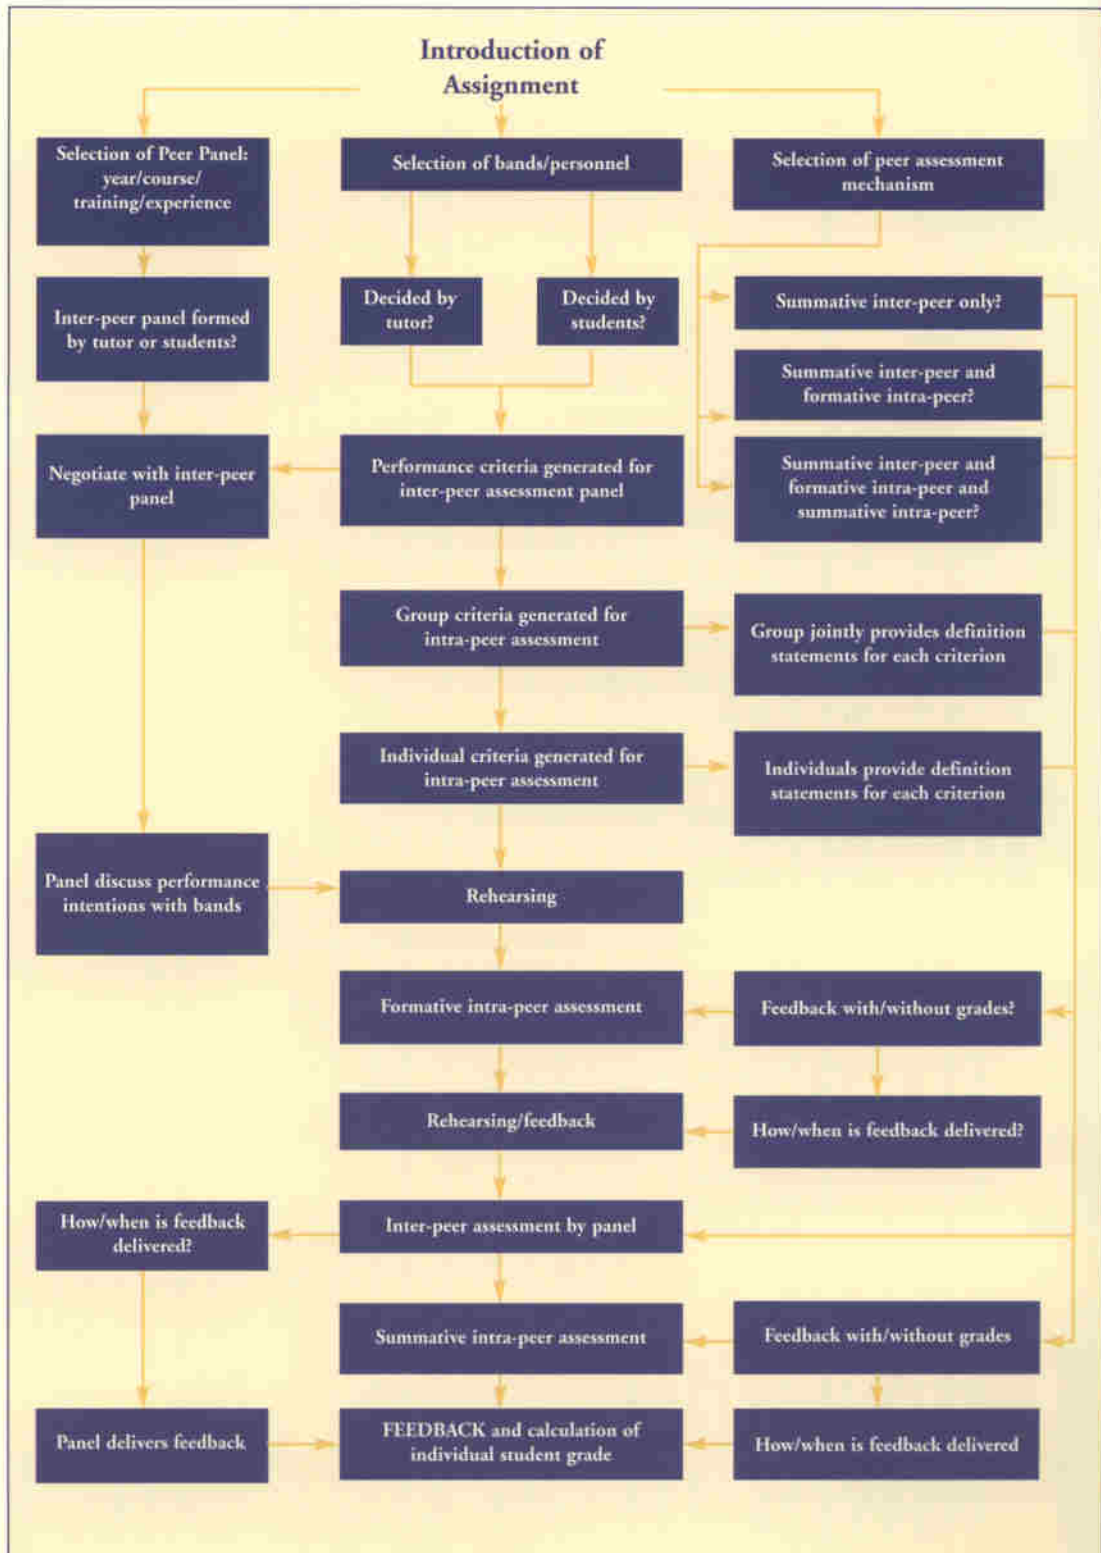 Introduction of
Assignment
Selection of Peer Panel:
year/course/
training/experience
Selection of bands/personnel
Selection of peer assessment
mechanism
Inter-peer panel formed
by tutor or students?
Decided by
tutor?
Decided by
students?
Summative inter-peer only?
Summative inter-peer and
formative intra-peer?
Negotiate with inter-peer
panel
Performance criteria generated for
inter-peer assessment panel
Summative inter-peer and
formative intra-peer and
summative intra-peer?
Group criteria generated for
intra-peer assessment
Group jointly provides definition
statements for each criterion
Individual criteria generated for
intra-peer assessment
Individuals provide definition
statements for each criterion
Panel discuss performance
intentions with bands
Rehearsing
Formative intra-peer assessment
Feedback with/without grades?
Rehearsing/feedback
How/when is feedback delivered?
How/when is feedback
delivered?
Inter-peer assessment by panel
Summative intra-peer assessment
Feedback with/without grades
Panel delivers feedback
FEEDBACK and calculation of
individual student grade
How/when is feedback delivered